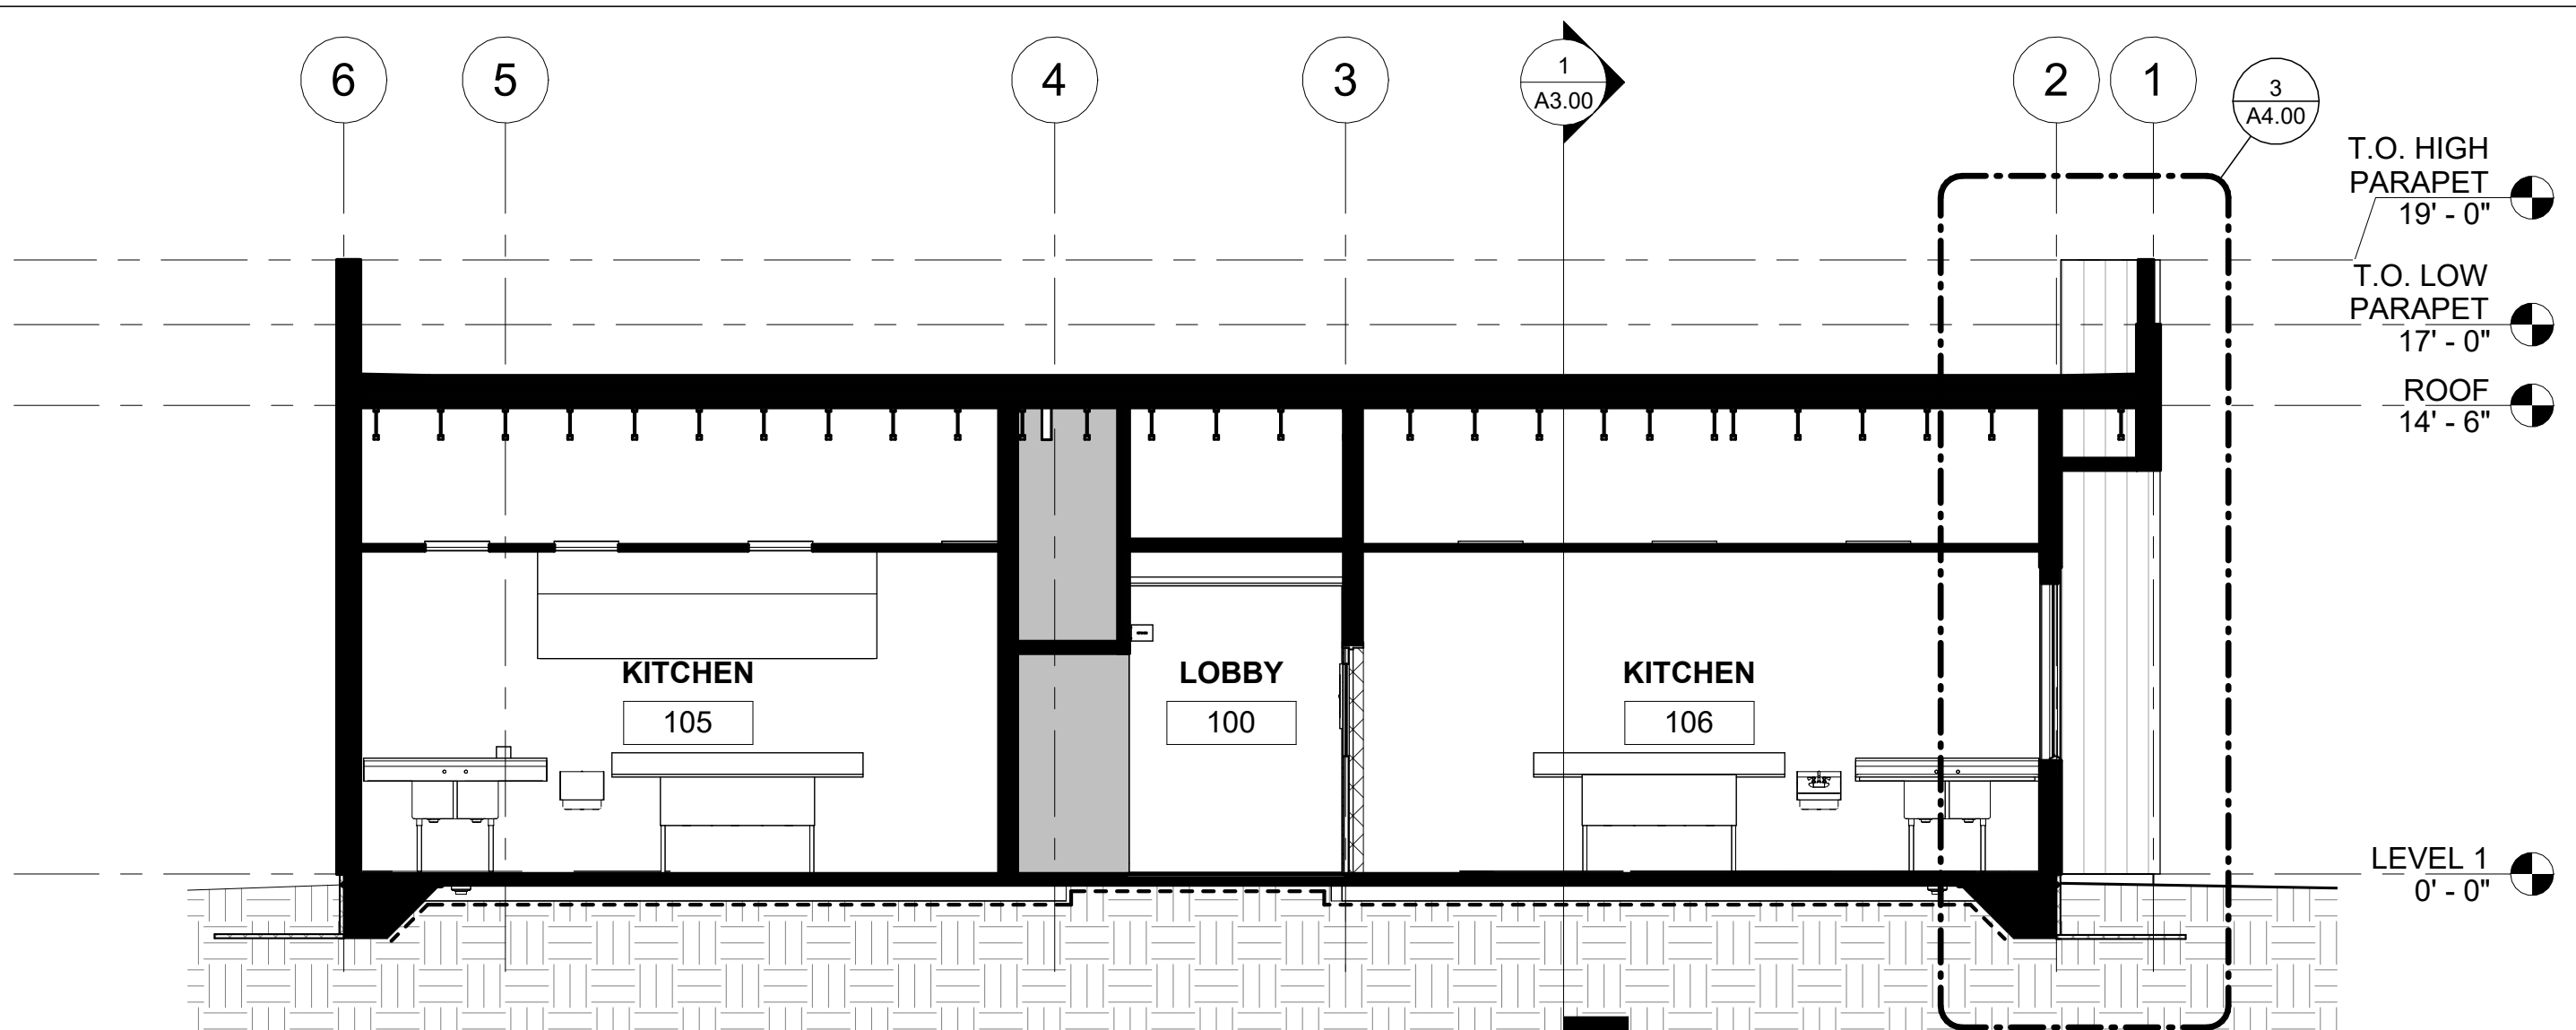 6
5
4
3
1
A3.00
2
1
3
A4.00
T.O. HIGH
PARAPET
19' - 0"
T.O. LOW
PARAPET
17' - 0"
ROOF
14' - 6"
KITCHEN
105
LOBBY
100
KITCHEN
106
LEVEL 1
0' - 0"